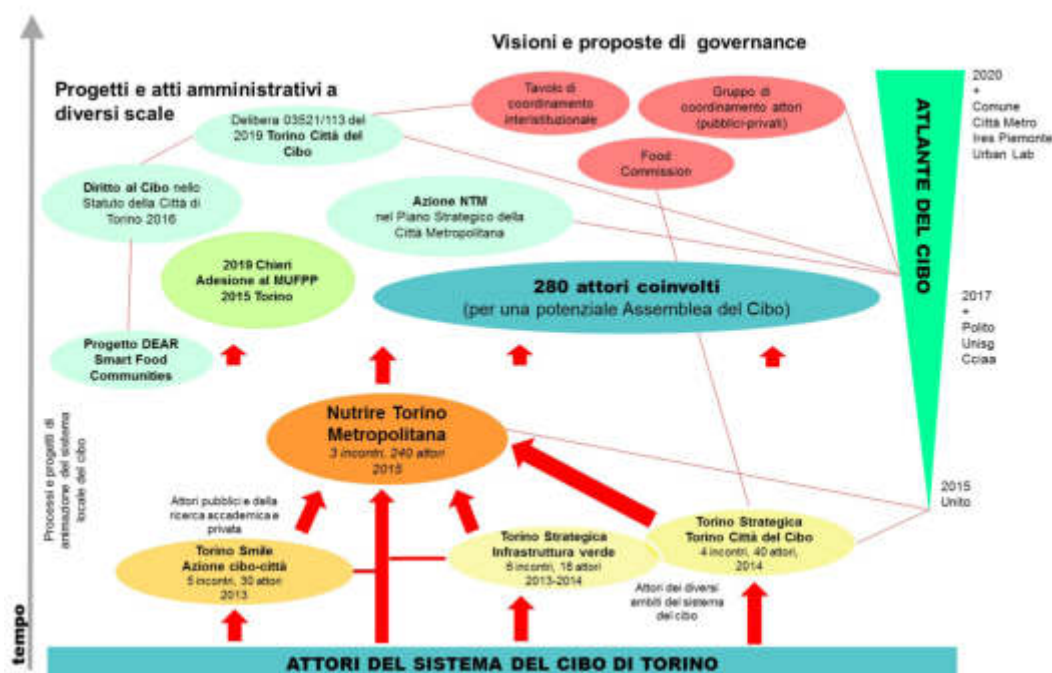 Visioni e proposte di governance
Progetti e atti amministrativi a
diversi scale
Tavolo di
coordinamento
interistituzionale
Gruppo di
coordinamento attori
(pubblici-privati)
Food
Commission
Delibera 03521/113 del
2019 Torino Città del
Cibo
Diritto al Cibo nello
Statuto della Città di
Torino 2016
Azione NTM
nel Piano Strategico della
Città Metropolitana
2019 Chieri
Adesione al MUFPP
2015 Torino
280 attori coinvolti
(per una potenziale Assemblea del Cibo)
Progetto DEAR
Smart Food
Communities
ATLANTE DEL CIBO
2020
+
Comune
Città Metro
Ires Piemonte
Urban Lab
2017
+
Polito
Unisg
Cciaa
2015
Unito
Processi e progetti di
animazione del sistema
locale del cibo
Nutrire Torino
Metropolitana
3 incontri, 240 attori
2015
Attori pubblici e della
ricerca accademica e
privata
Torino Smile
Azione cibo-città
5 incontri, 30 attori
2013
Torino Strategica
Infrastruttura verde
6 incontri, 16 attori
2013-2014
Torino Strategica
Torino Città del Cibo
4 incontri, 40 attori,
2014
Attori dei diversi
ambiti del sistema
del cibo
tempo
ATTORI DEL SISTEMA DEL CIBO DI TORINO